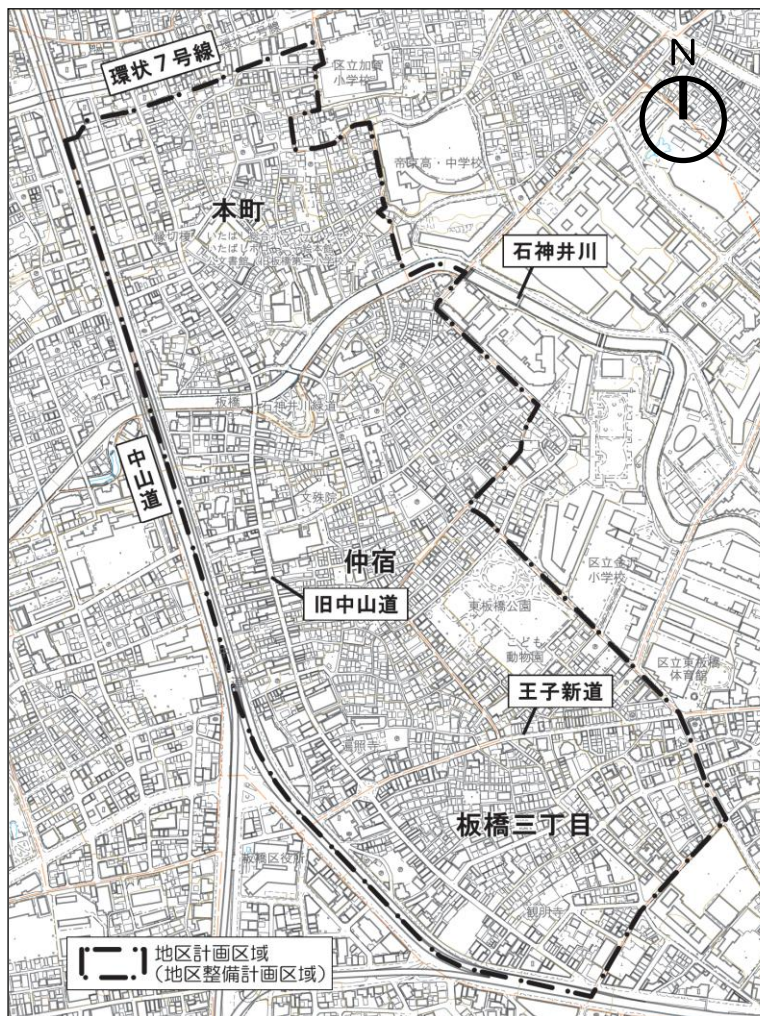 環状7号線
区立加賀
小学校
N
帝京高・中学校
本町
石神井川
板橋
中山道
文殊院
仲宿
旧中山道
区立金沢
小学校
東板橋公園
こども
動物園
区立東板橋
体育館
王子新道
遍照寺
板橋三丁目
板橋区役所
観明寺
地区計画区域
(地区整備計画区域)